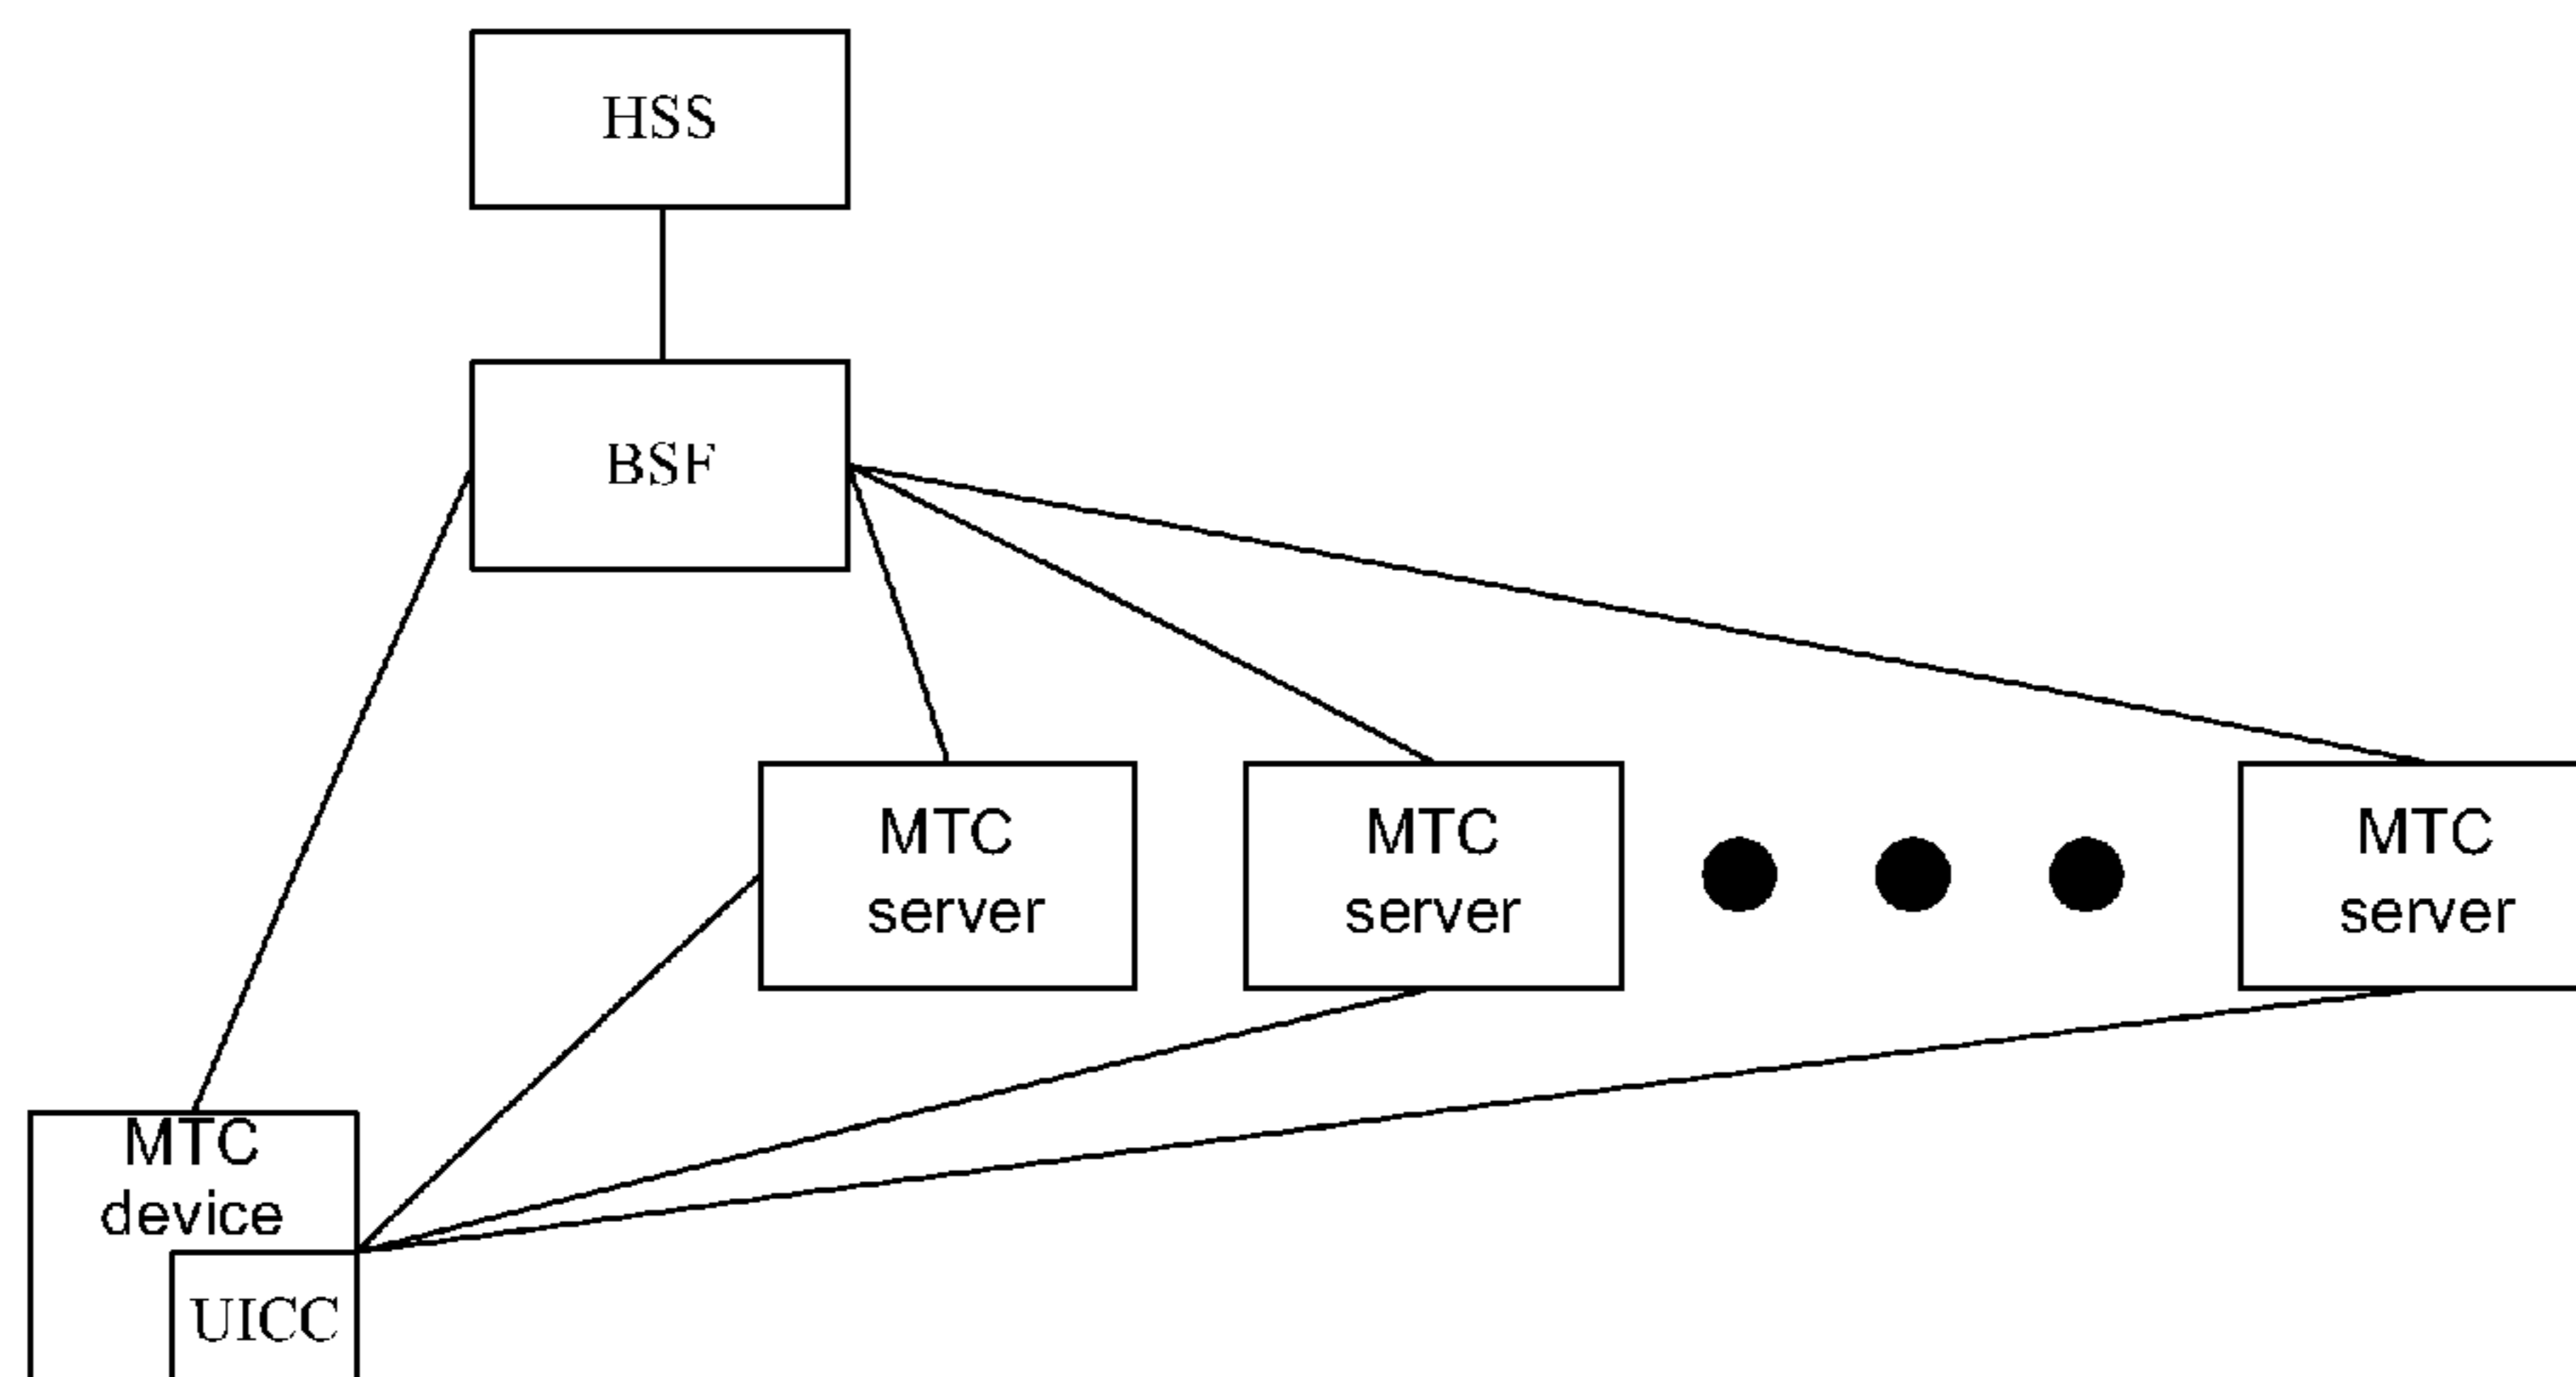 HSS
BSF
MTC
server
MTC
server
MTC
server
MTC
device
UICC